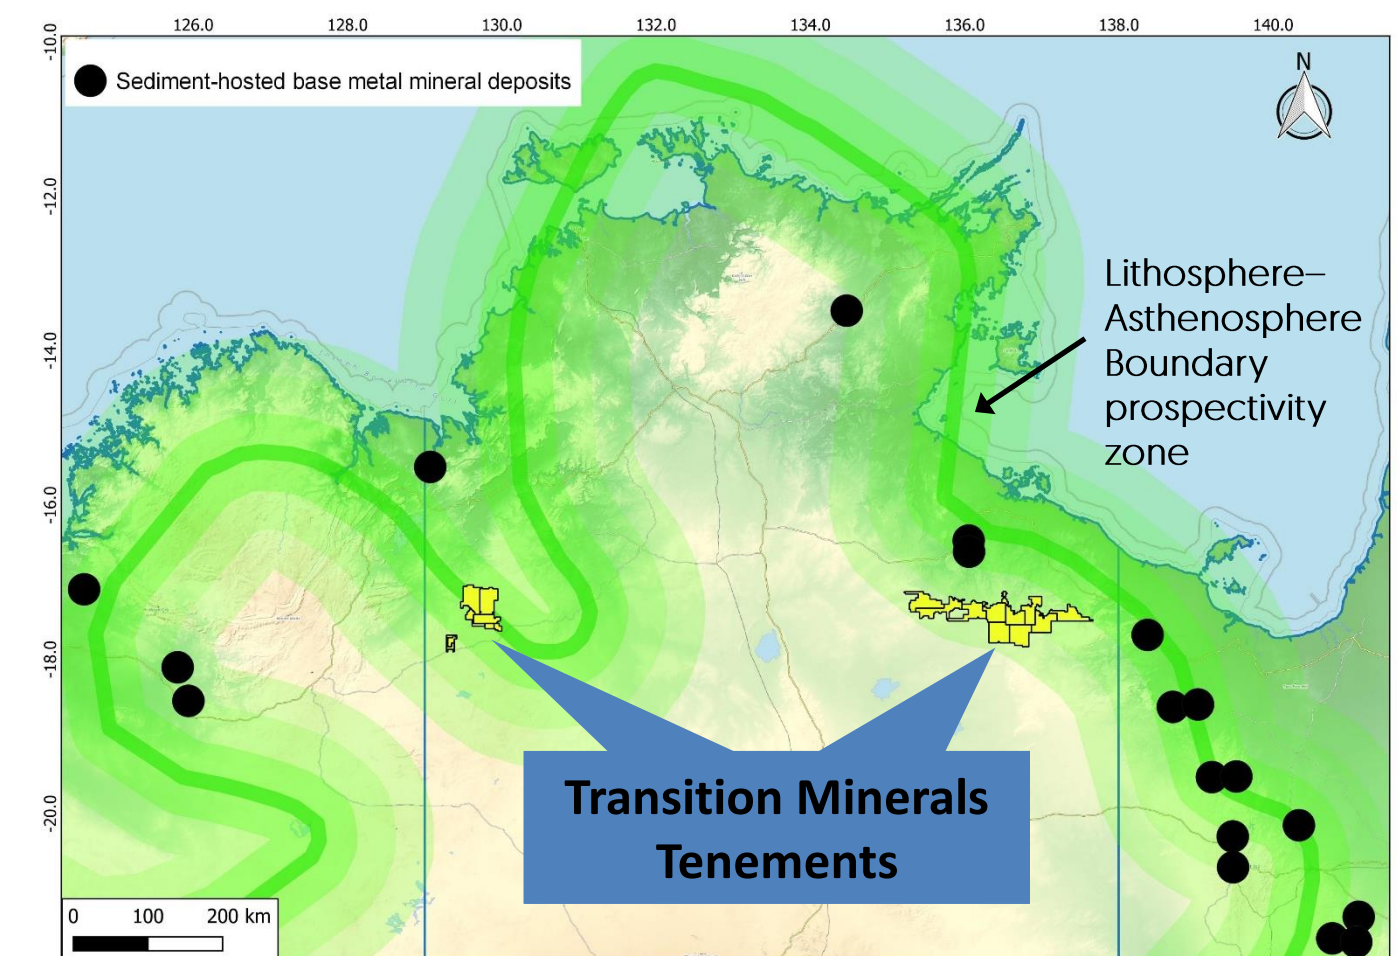 126.0 128.0 130.0 132.0 134.0 136.0 138.0 140.0
-10.0
-12.0
-14.0
-16.0
-18.0
-20.0
Sediment-hosted base metal mineral deposits
N
Lithosphere–
Asthenosphere
Boundary
prospectivity
zone
Transition Minerals
Tenements
0 100 200 km